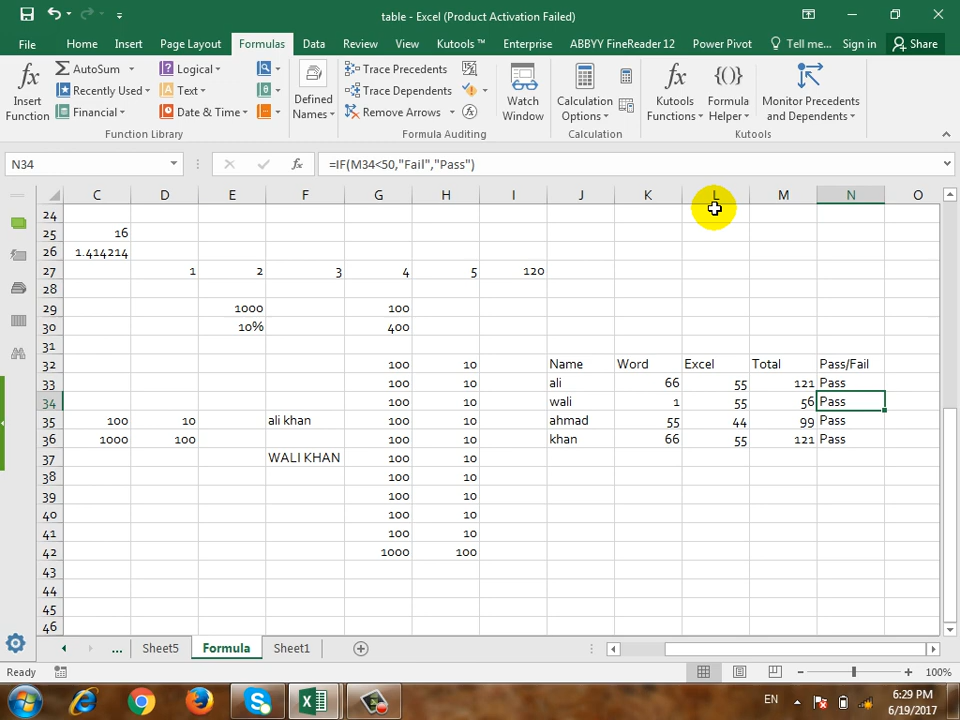 table - Excel (Product Activation Failed)
File Home Insert Page Layout Formulas Data Review View Kutools ™ Enterprise ABBYY FineReader 12 Power Pivot Tell me... Sign in Share
Insert Function
AutoSum
Recently Used
Financial
Logical
Text
Date & Time
Function Library
Defined Names
Trace Precedents
Trace Dependents
Remove Arrows
Formula Auditing
Watch Window
Calculation Options
Calculation
Kutools Functions
Formula Helper
Monitor Precedents and Dependents
Kutools
N34 fx =IF(M34<50,"Fail","Pass")
C D E F G H I J K L M N O
24
25 16
26 1.414214
27 1 2 3 4 5 120
28
29 1000 100
30 10% 400
31
32 100 10 Name Word Excel Total Pass/Fail
33 100 10 ali 66 55 121 Pass
34 100 10 wali 1 55 56 Pass
35 100 10 ali khan 100 10 ahmad 55 44 99 Pass
36 1000 100 100 10 khan 66 55 121 Pass
37 WALI KHAN 100 10
38 100 10
39 100 10
40 100 10
41 100 10
42 1000 100
43
44
45
46
... Sheet5 Formula Sheet1
Ready 100%
EN 6:29 PM
6/19/2017